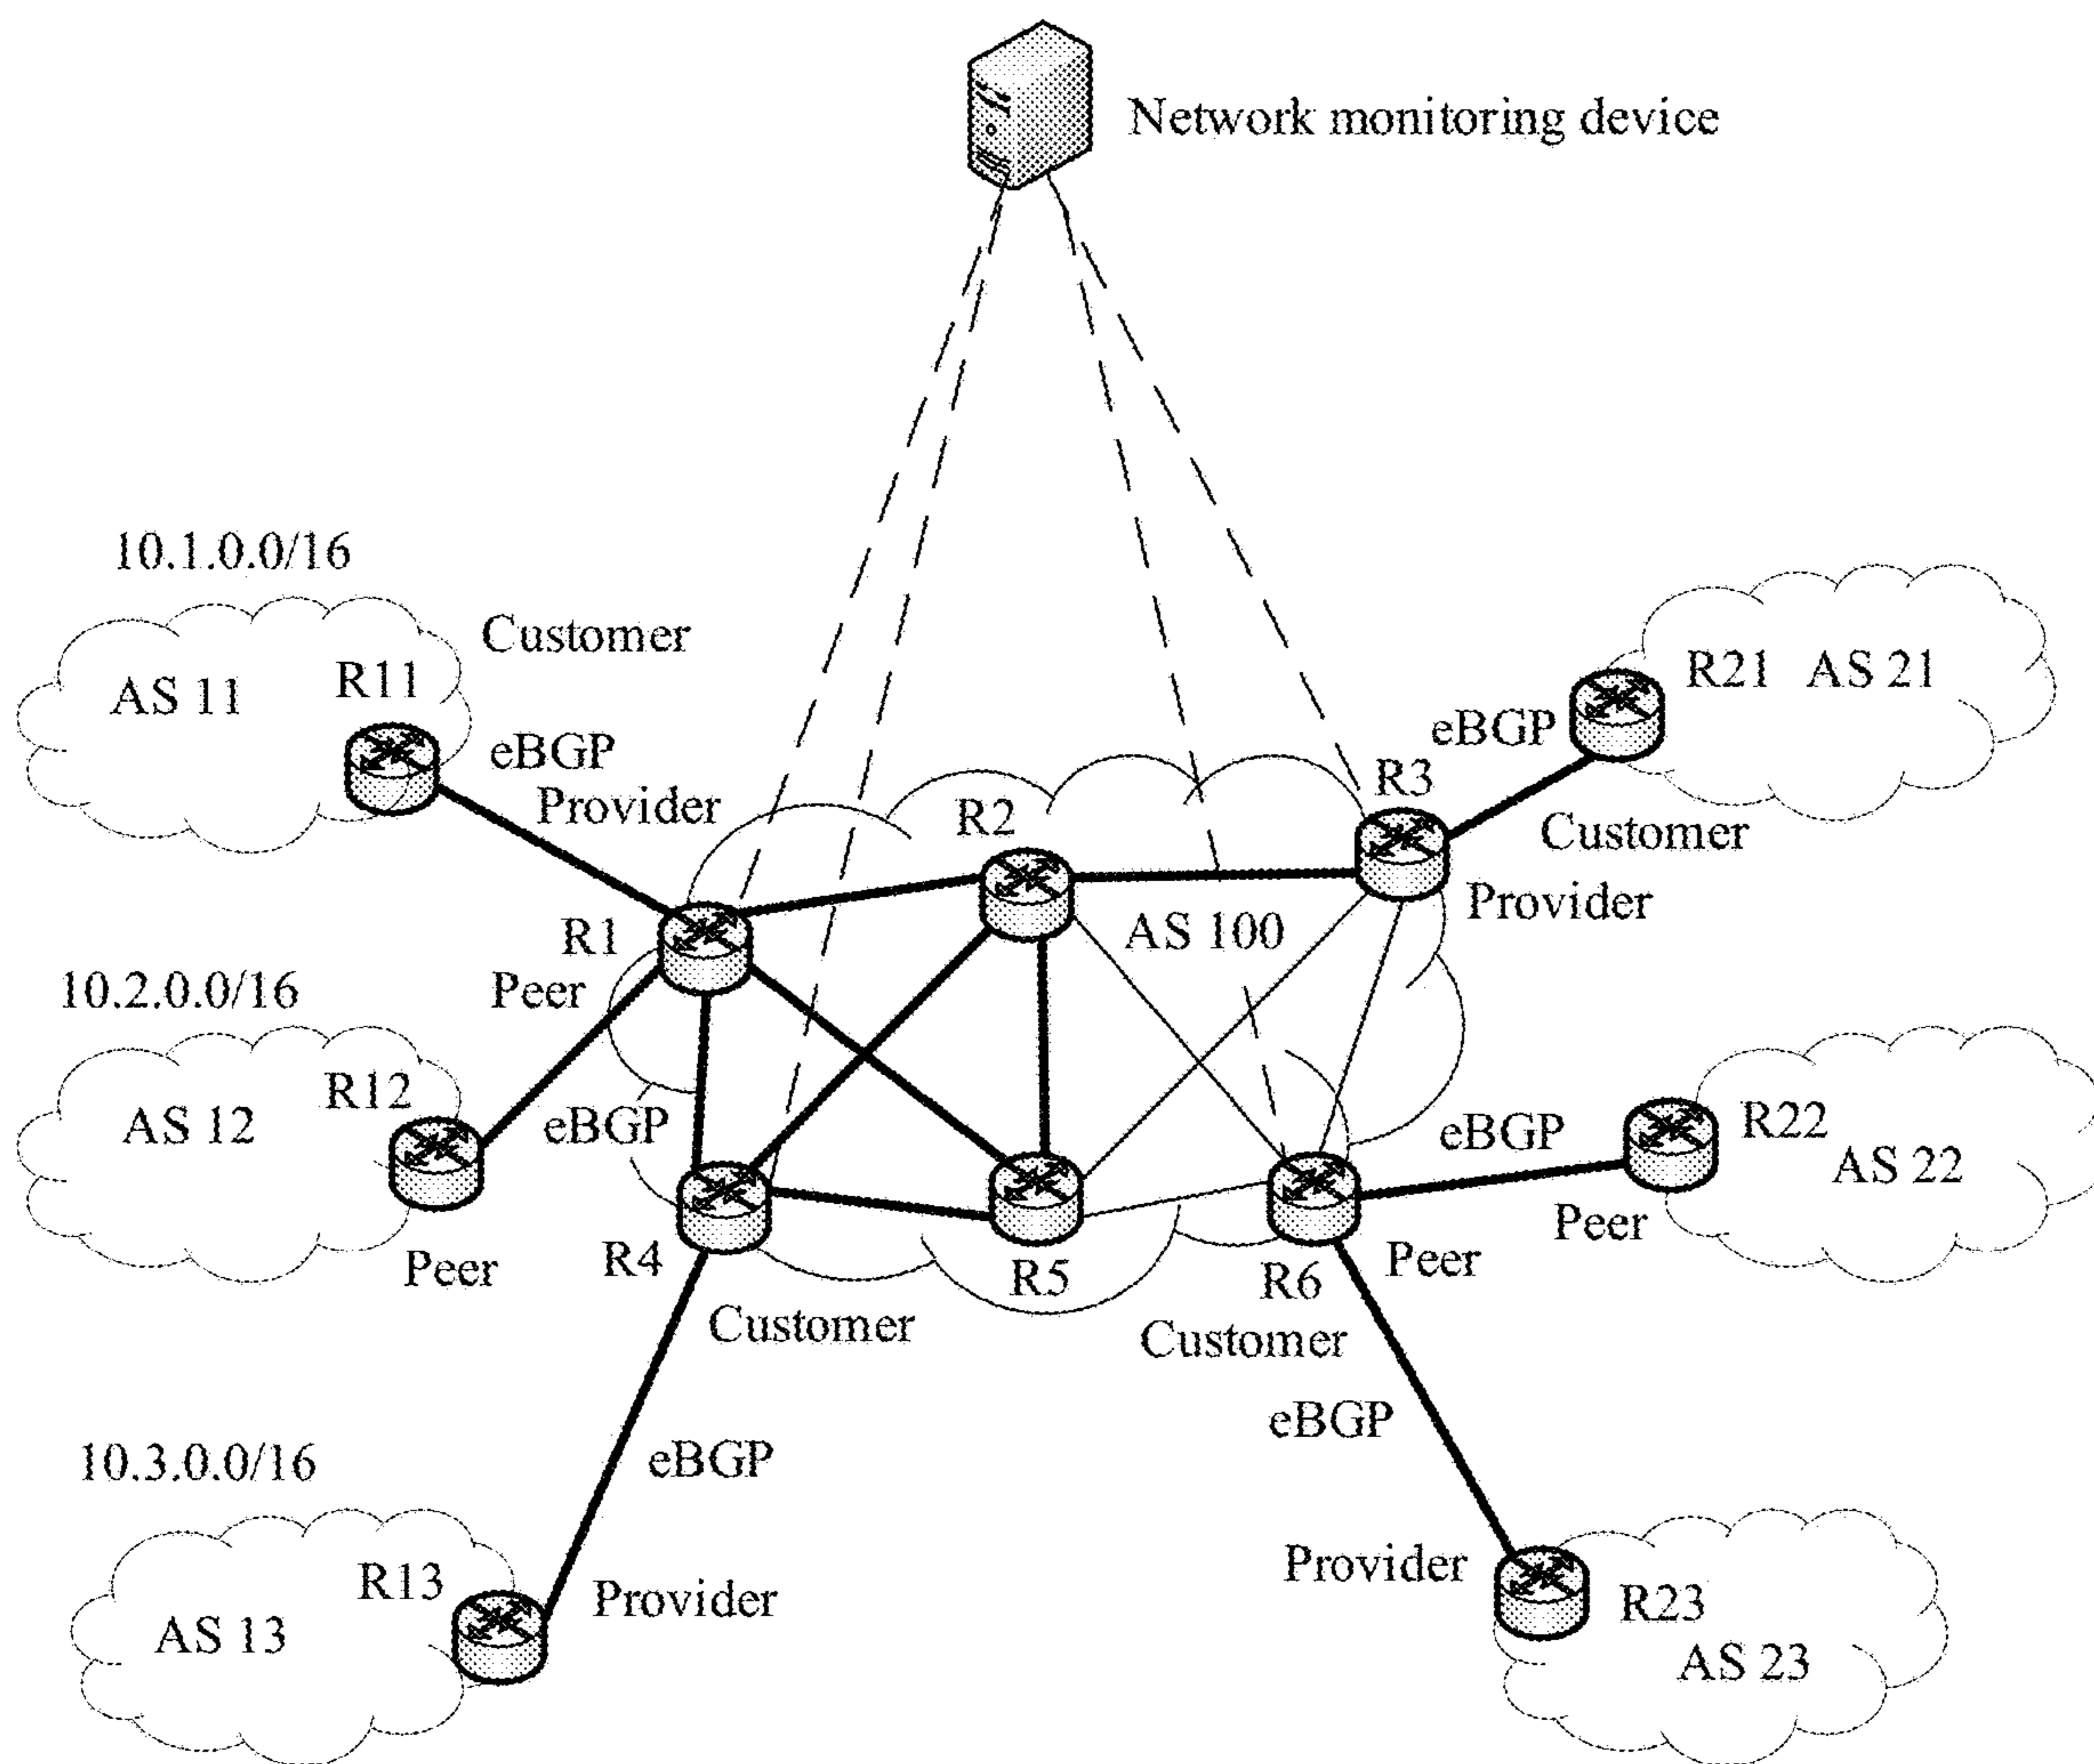 Network monitoring device
10.1.0.0/16
Customer
AS 11
R11
eBGP
Provider
R21
AS 21
eBGP
R3
Customer
Provider
R2
AS 100
R1
Peer
10.2.0.0/16
AS 12
R12
eBGP
Peer
R4
Customer
R5
R6
Customer
Peer
eBGP
Peer
R22
AS 22
10.3.0.0/16
eBGP
eBGP
AS 13
R13
Provider
Provider
R23
AS 23